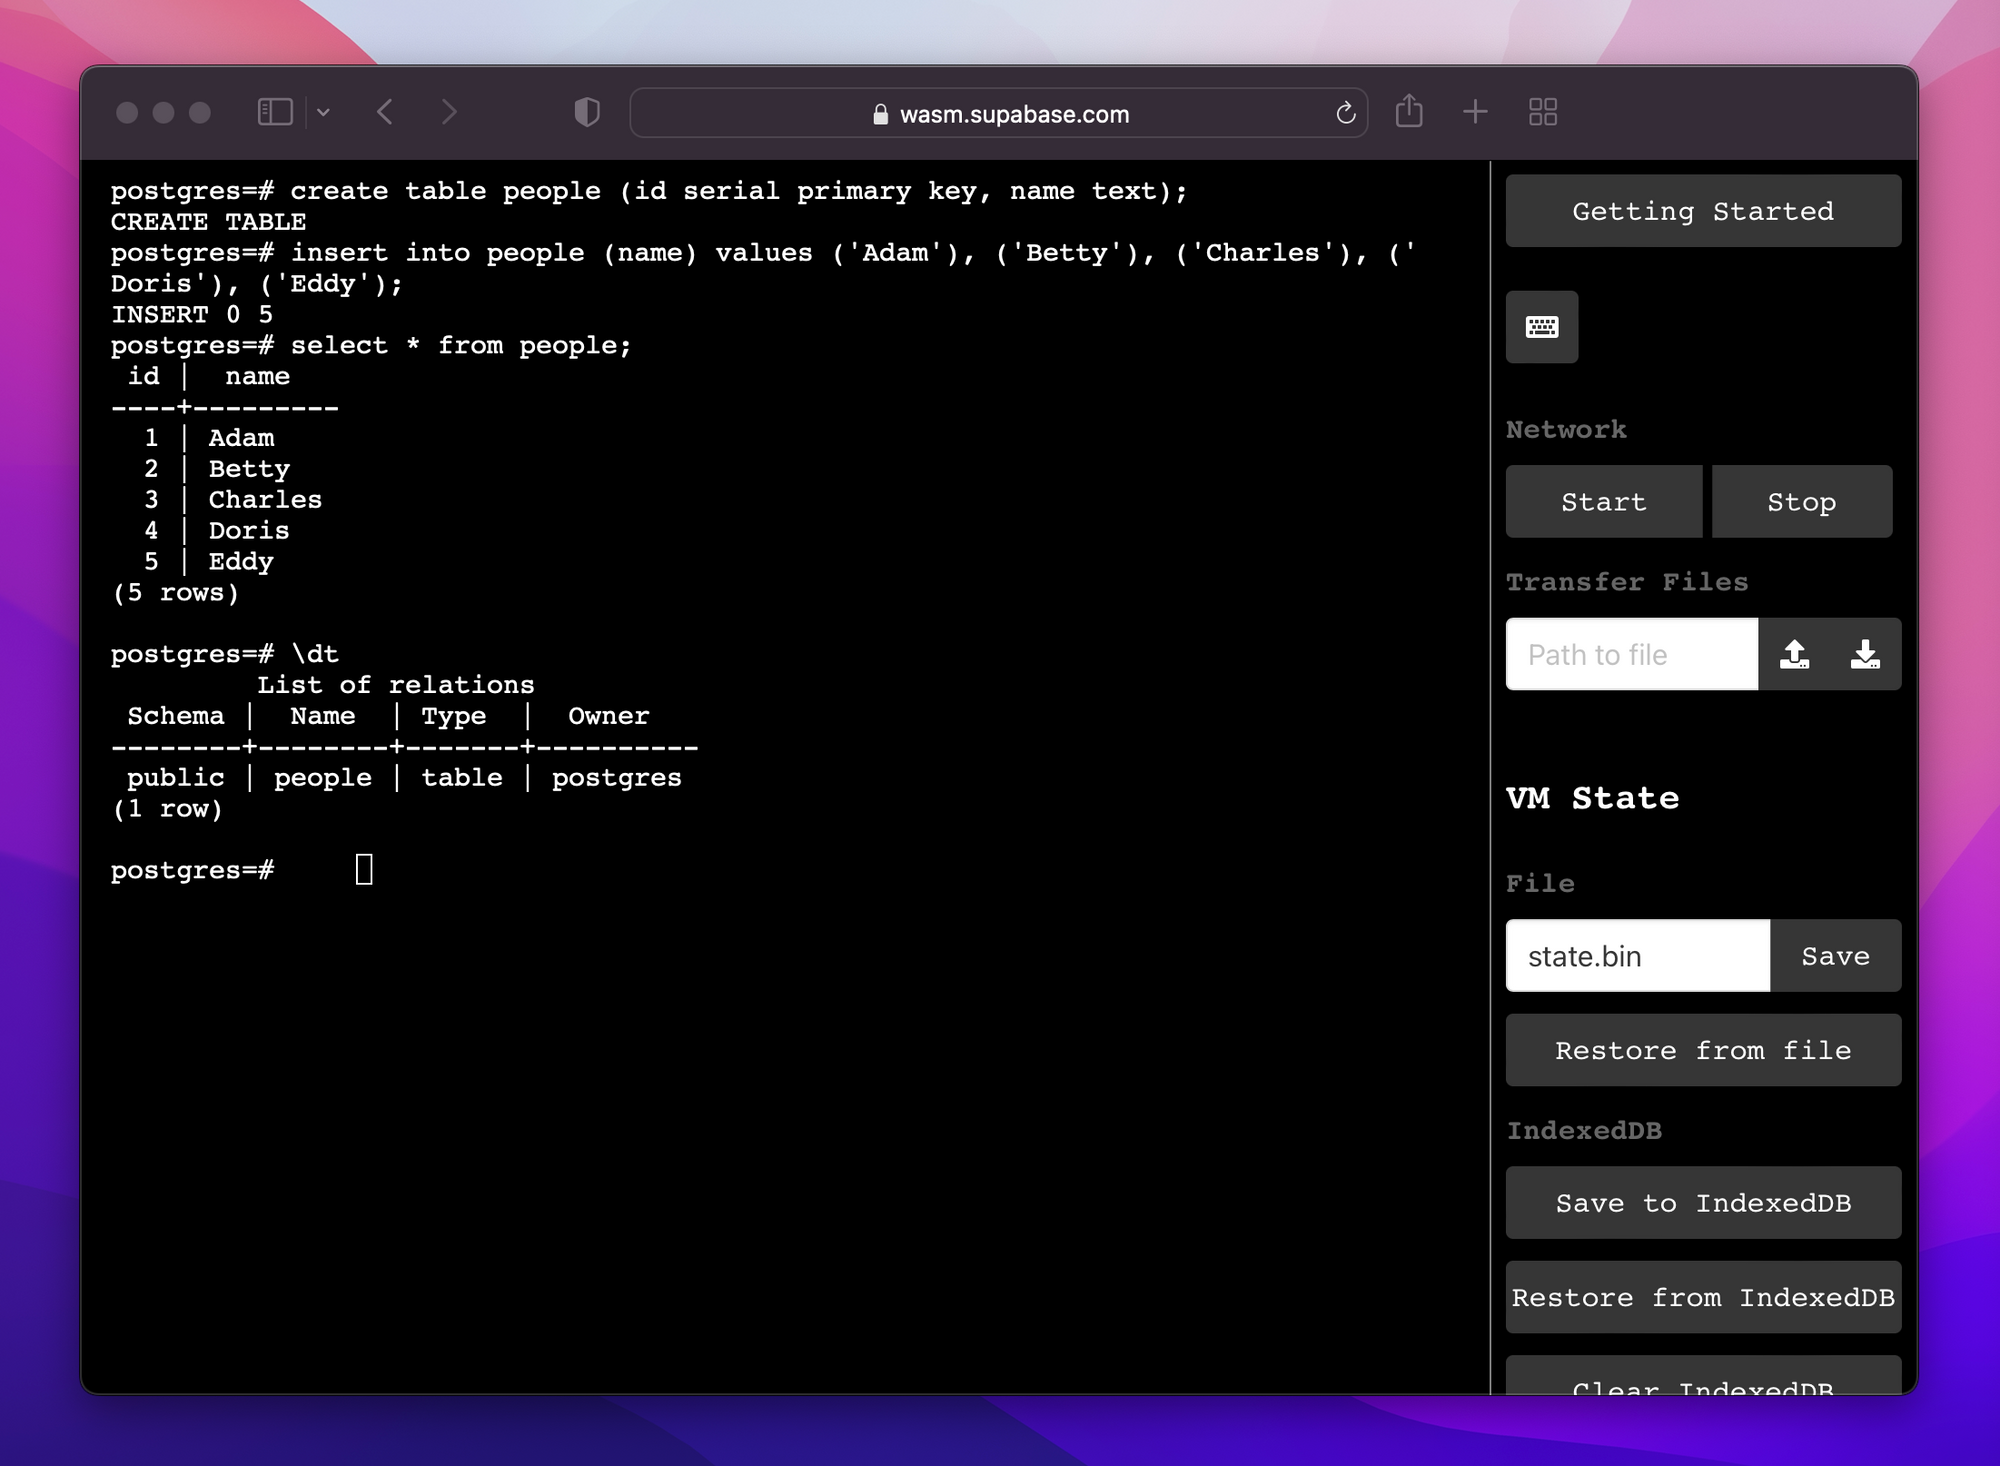 wasm.supabase.com
postgres=# create table people (id serial primary key, name text);
CREATE TABLE
postgres=# insert into people (name) values ('Adam'), ('Betty'), ('Charles'), ('
Doris'), ('Eddy');
INSERT 0 5
postgres=# select * from people;
 id |  name
----+---------
  1 | Adam
  2 | Betty
  3 | Charles
  4 | Doris
  5 | Eddy
(5 rows)
postgres=# \dt
         List of relations
 Schema |  Name  | Type  |  Owner
--------+--------+-------+----------
 public | people | table | postgres
(1 row)
postgres=#
Getting Started
Network
Start Stop
Transfer Files
Path to file
VM State
File
state.bin Save
Restore from file
IndexedDB
Save to IndexedDB
Restore from IndexedDB
Clear IndexedDB